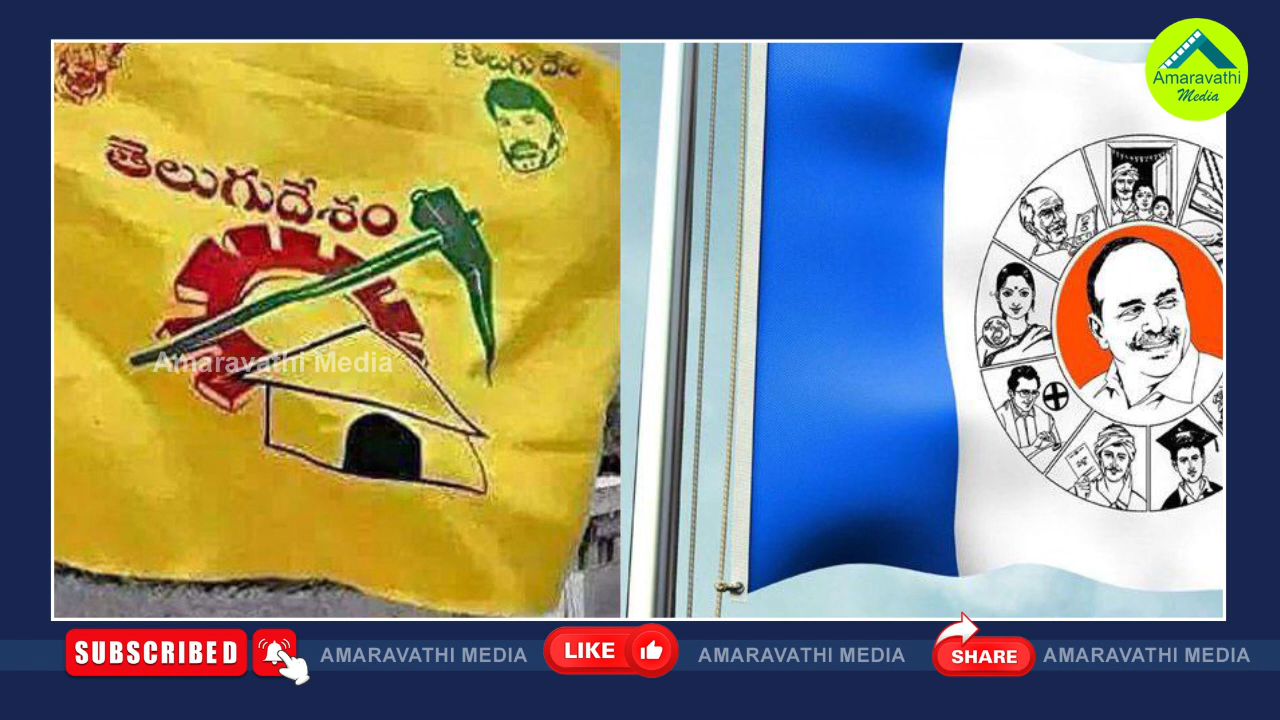 జై తెలుగు దేశం
తెలుగుదేశం
Amaravathi Media
Amaravathi
Media
SUBSCRIBED
AMARAVATHI MEDIA
LIKE
AMARAVATHI MEDIA
SHARE
AMARAVATHI MEDIA